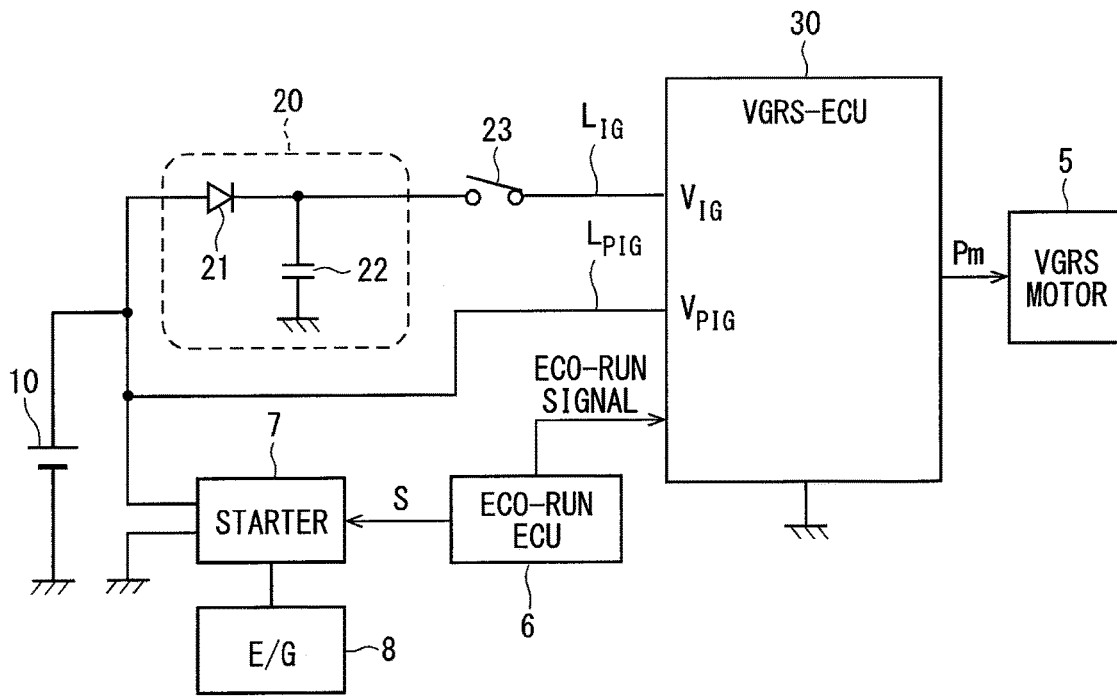 30
VGRS-ECU
20
23
L_IG
5
V_IG
21
22
L_PIG
Pm
VGRS
MOTOR
V_PIG
10
ECO-RUN
SIGNAL
7
STARTER
S
ECO-RUN
ECU
6
E/G
8